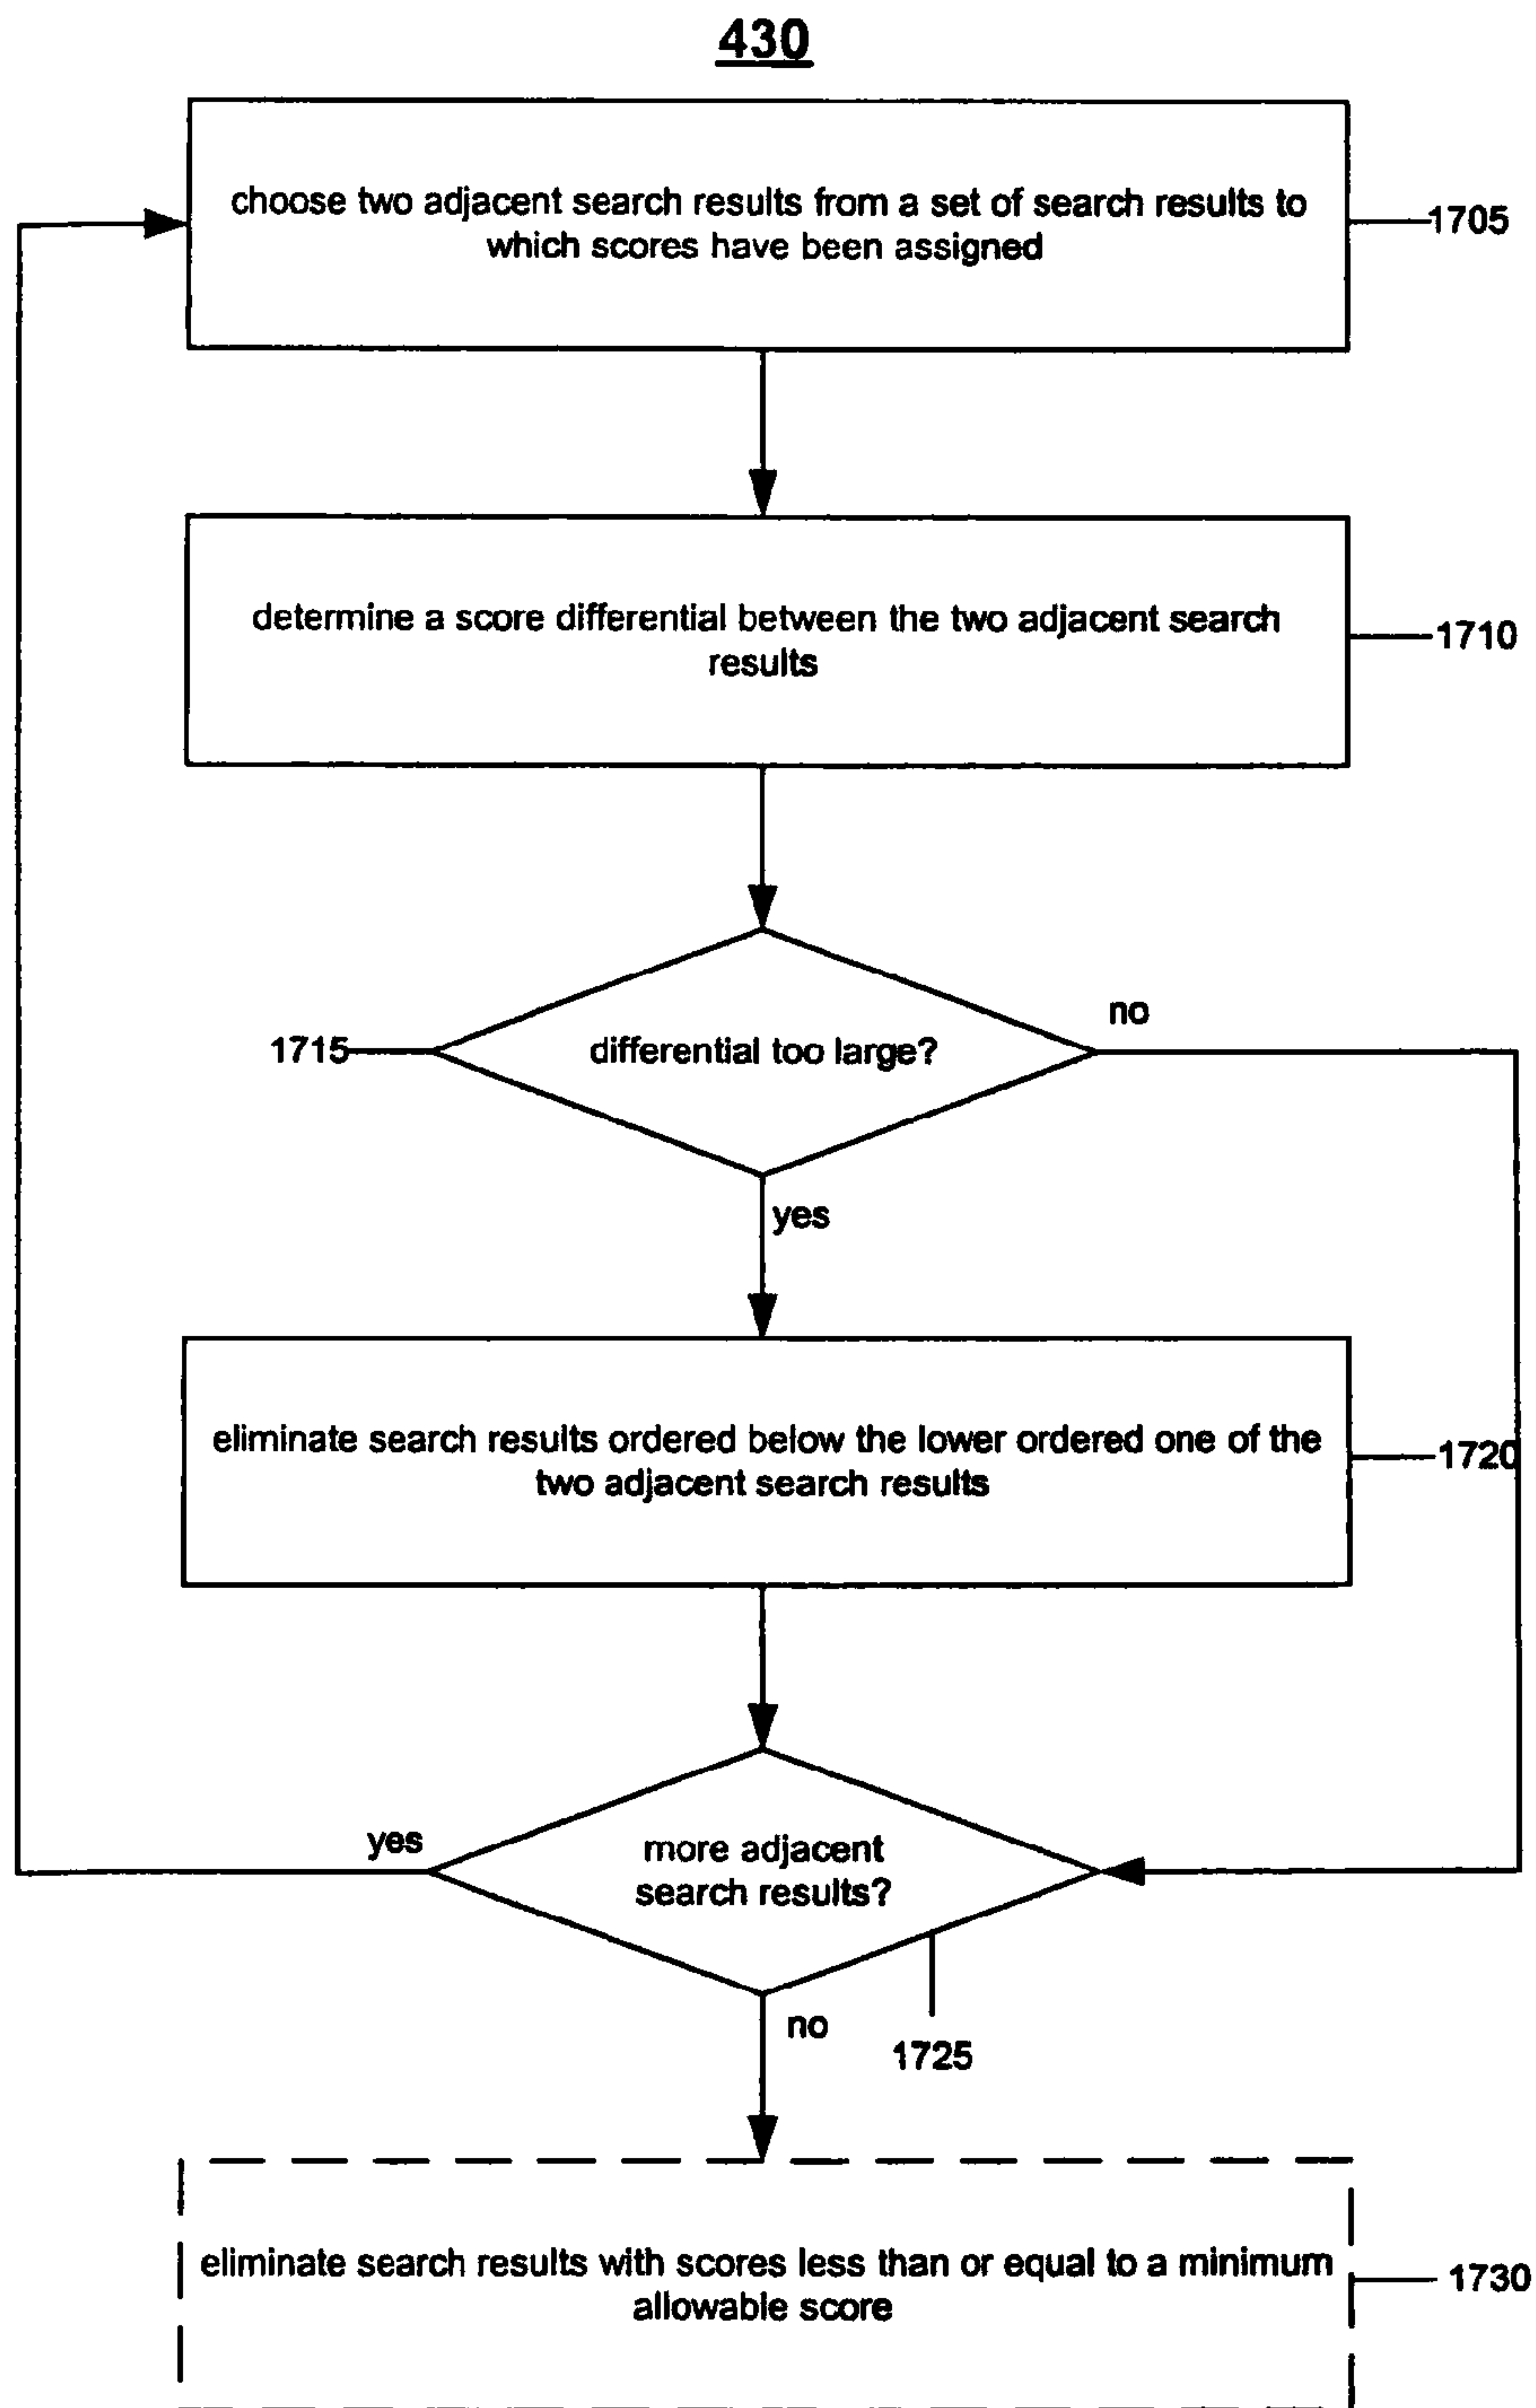 430
choose two adjacent search results from a set of search results to
which scores have been assigned
1705
determine a score differential between the two adjacent search
results
1710
differential too large?
1715
no
yes
eliminate search results ordered below the lower ordered one of the
two adjacent search results
1720
more adjacent
search results?
yes
no
1725
eliminate search results with scores less than or equal to a minimum
allowable score
1730